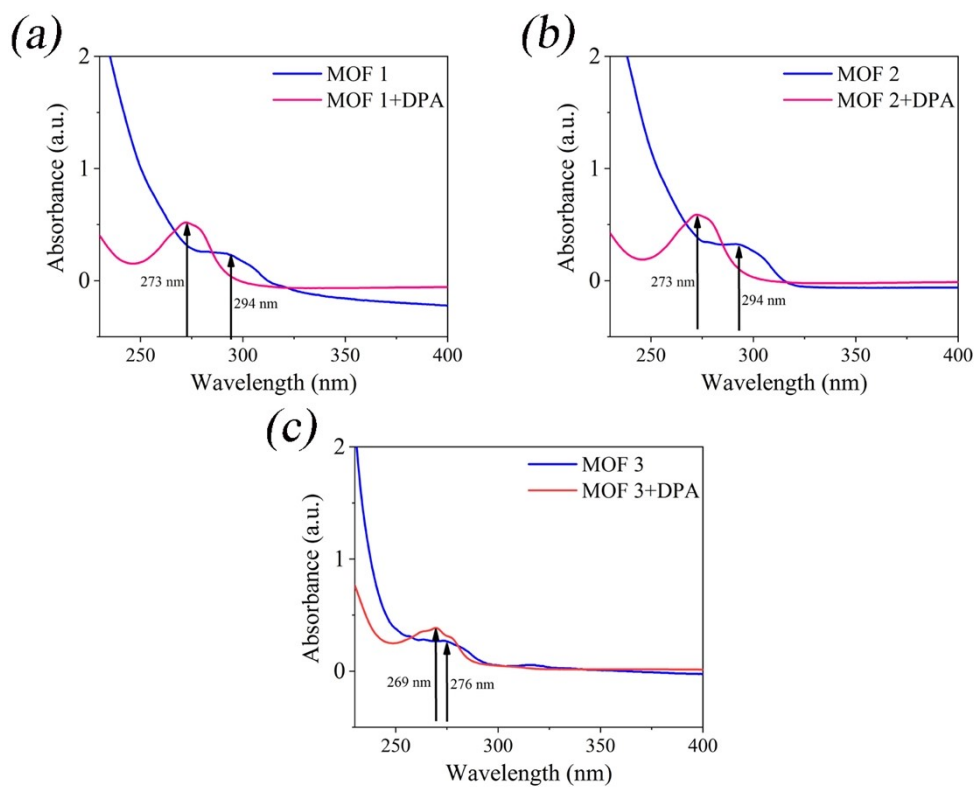 (a)
2
1
0
Absorbance (a.u.)
MOF 1
MOF 1+DPA
273 nm
294 nm
250 300 350 400
Wavelength (nm)
(b)
2
1
0
Absorbance (a.u.)
MOF 2
MOF 2+DPA
273 nm
294 nm
250 300 350 400
Wavelength (nm)
(c)
2
1
0
Absorbance (a.u.)
MOF 3
MOF 3+DPA
269 nm
276 nm
250 300 350 400
Wavelength (nm)